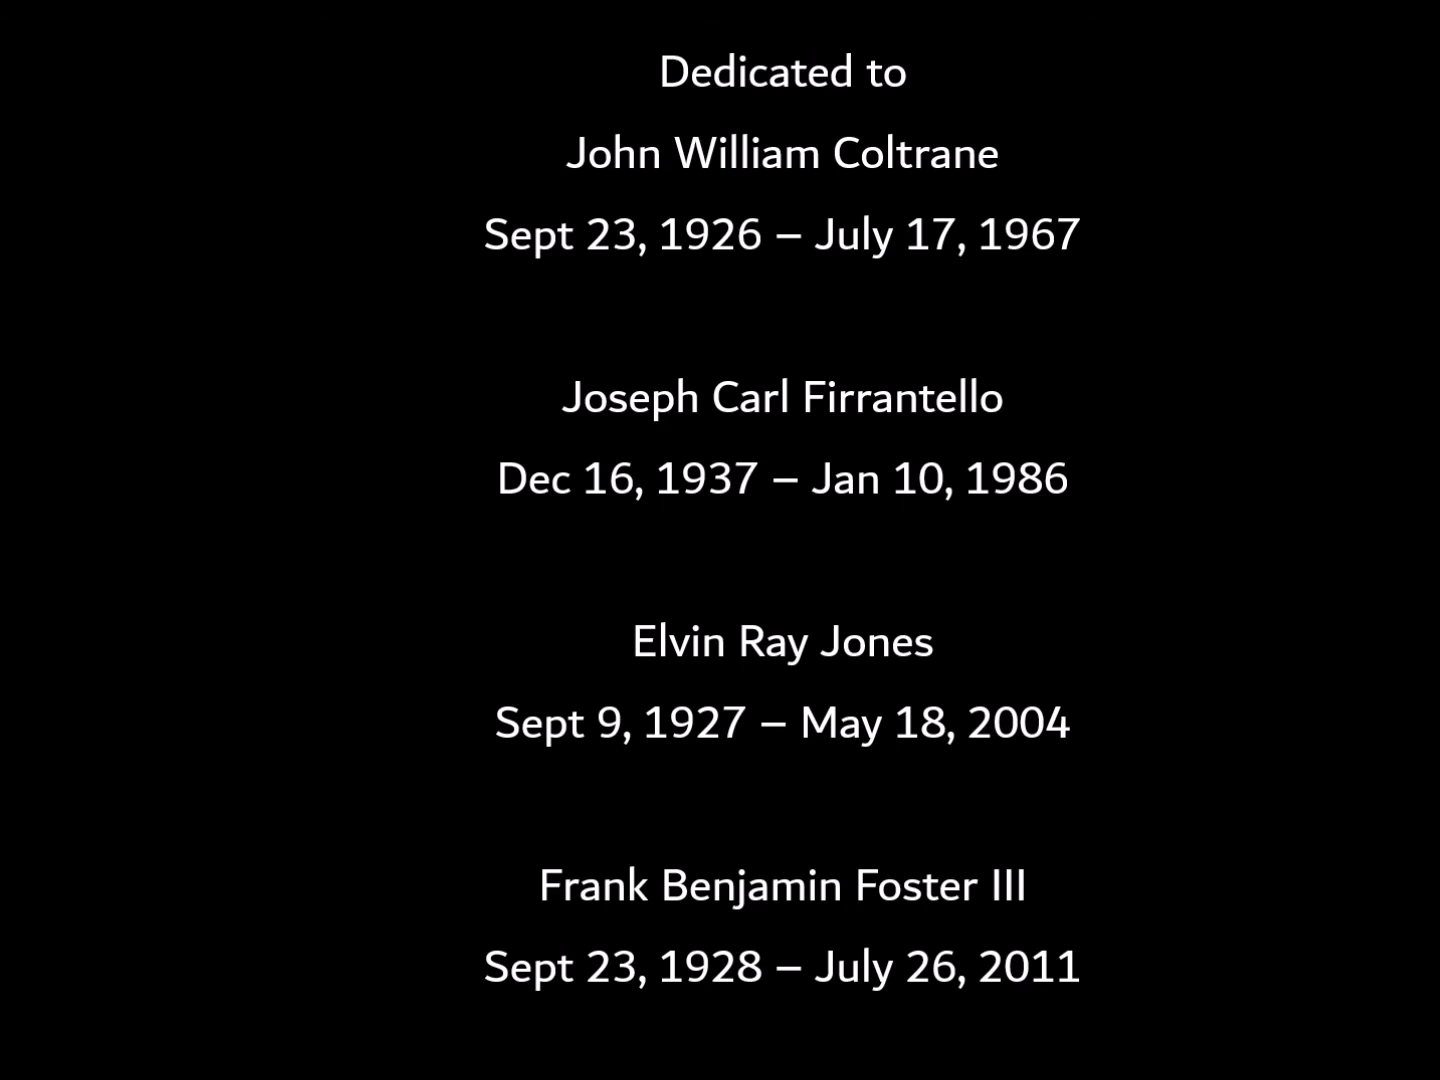 Dedicated to
John William Coltrane
Sept 23, 1926 – July 17, 1967
Joseph Carl Firrantello
Dec 16, 1937 – Jan 10, 1986
Elvin Ray Jones
Sept 9, 1927 – May 18, 2004
Frank Benjamin Foster III
Sept 23, 1928 – July 26, 2011